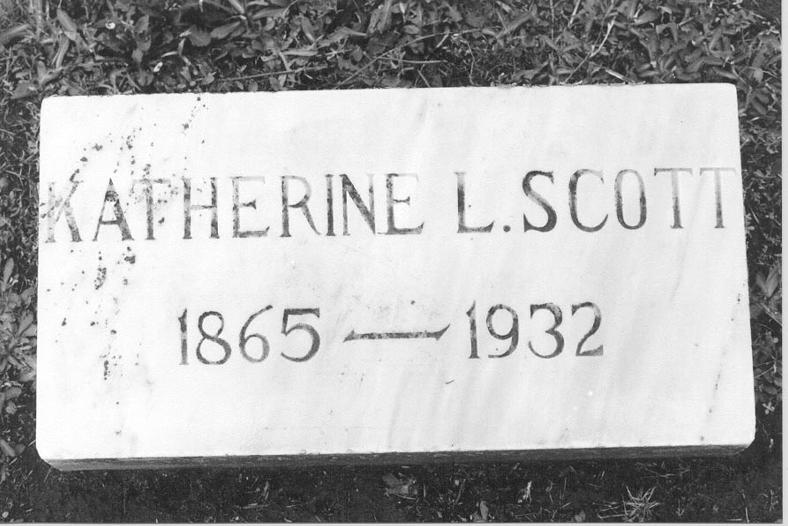 KATHERINE L. SCOTT
1865 — 1932